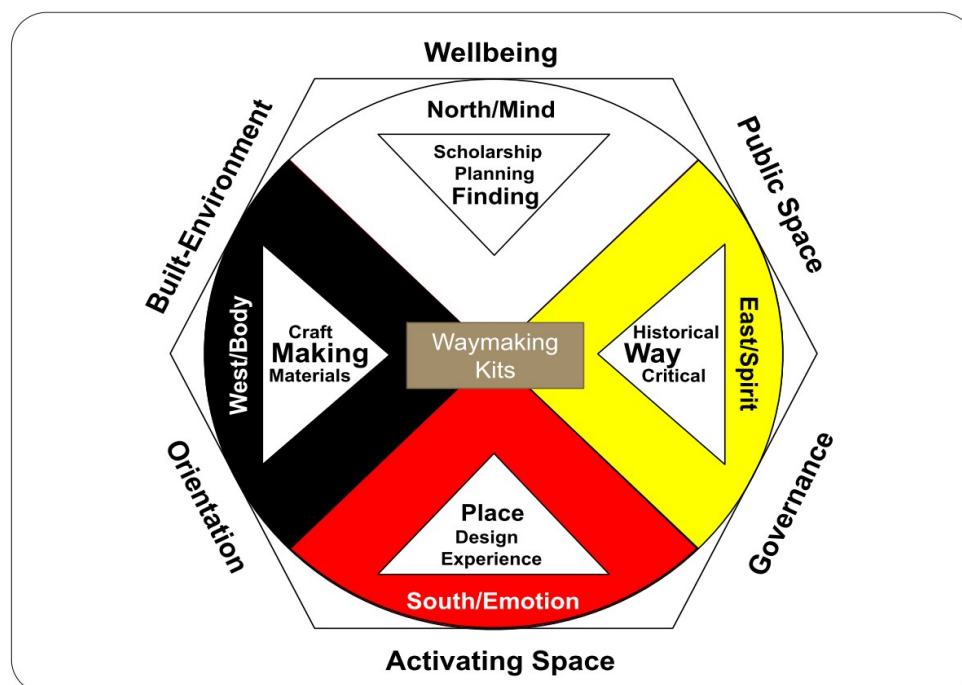 Wellbeing
North/Mind
Scholarship
Planning
Finding
Built-Environment
Public Space
West/Body
Craft
Making
Materials
Waymaking
Kits
Historical
Way
Critical
East/Spirit
Place
Design
Experience
South/Emotion
Orientation
Governance
Activating Space